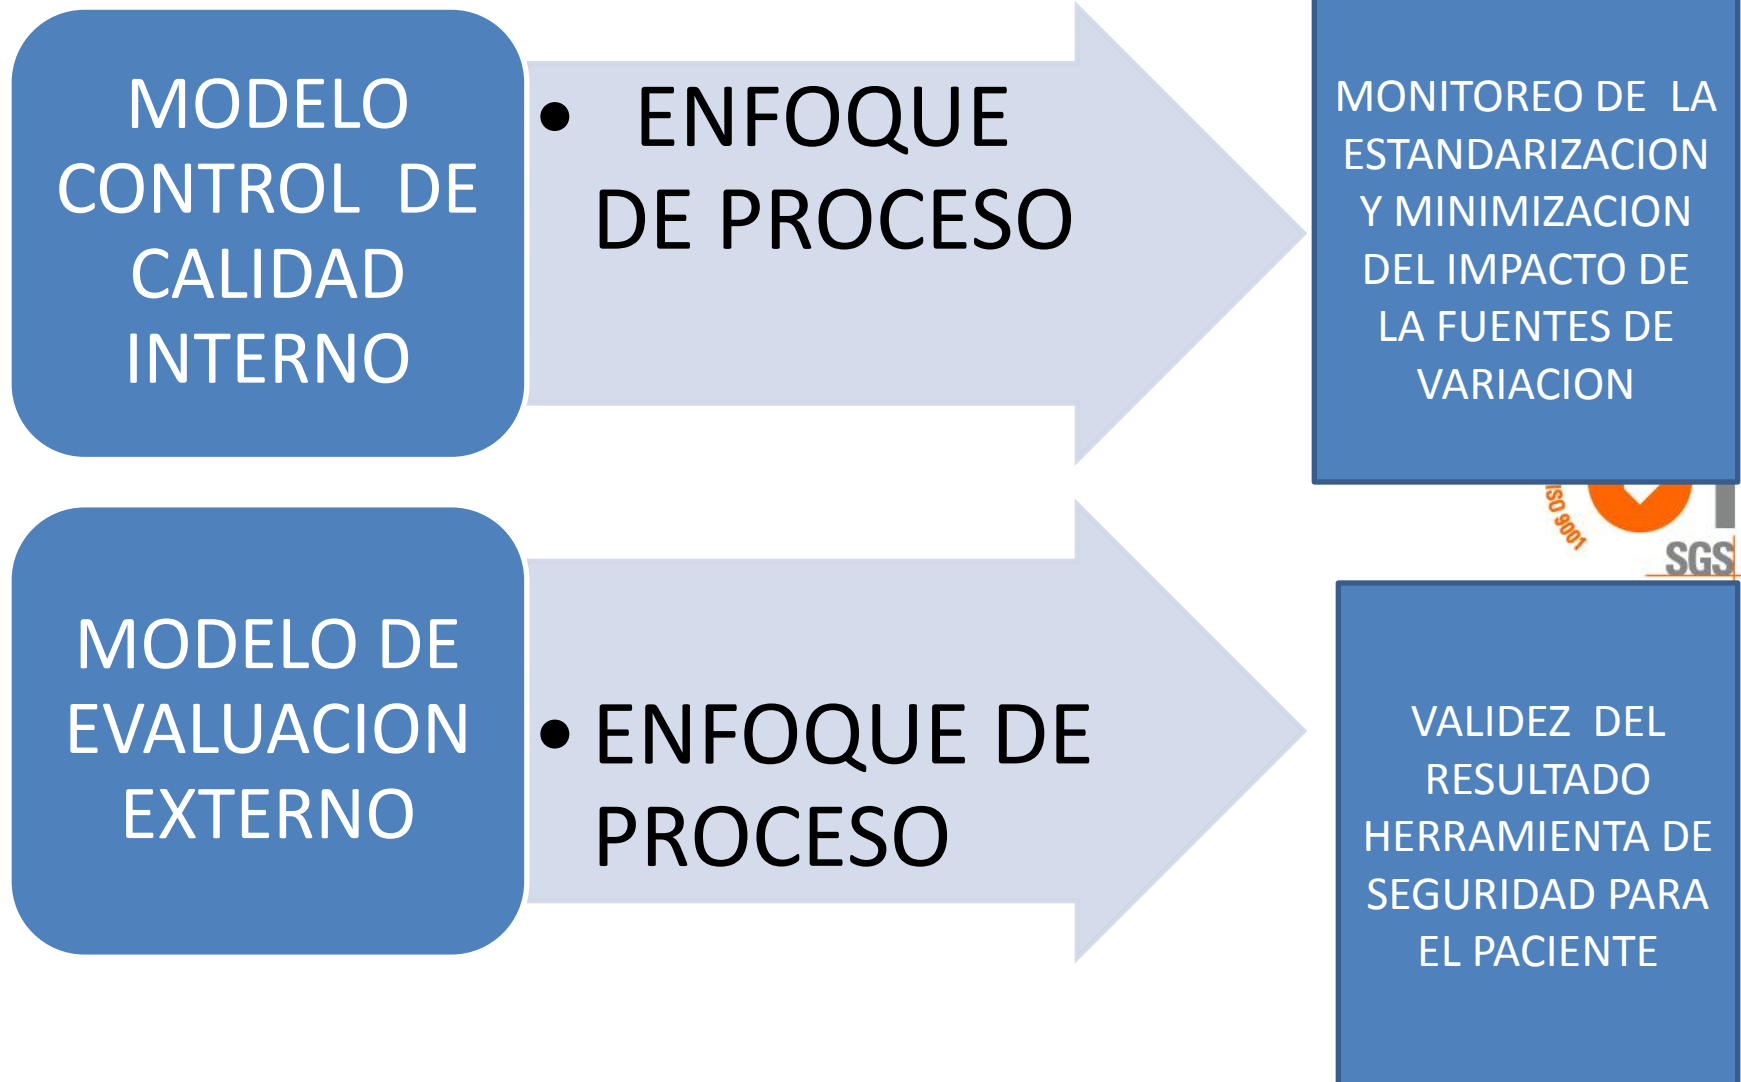 MODELO
CONTROL  DE
CALIDAD
INTERNO
• ENFOQUE
DE PROCESO
MONITOREO DE  LA
ESTANDARIZACION
Y MINIMIZACION
DEL IMPACTO DE
LA FUENTES DE
VARIACION
ISO 9001
SGS
MODELO DE
EVALUACION
EXTERNO
• ENFOQUE DE
PROCESO
VALIDEZ  DEL
RESULTADO
HERRAMIENTA DE
SEGURIDAD PARA
EL PACIENTE